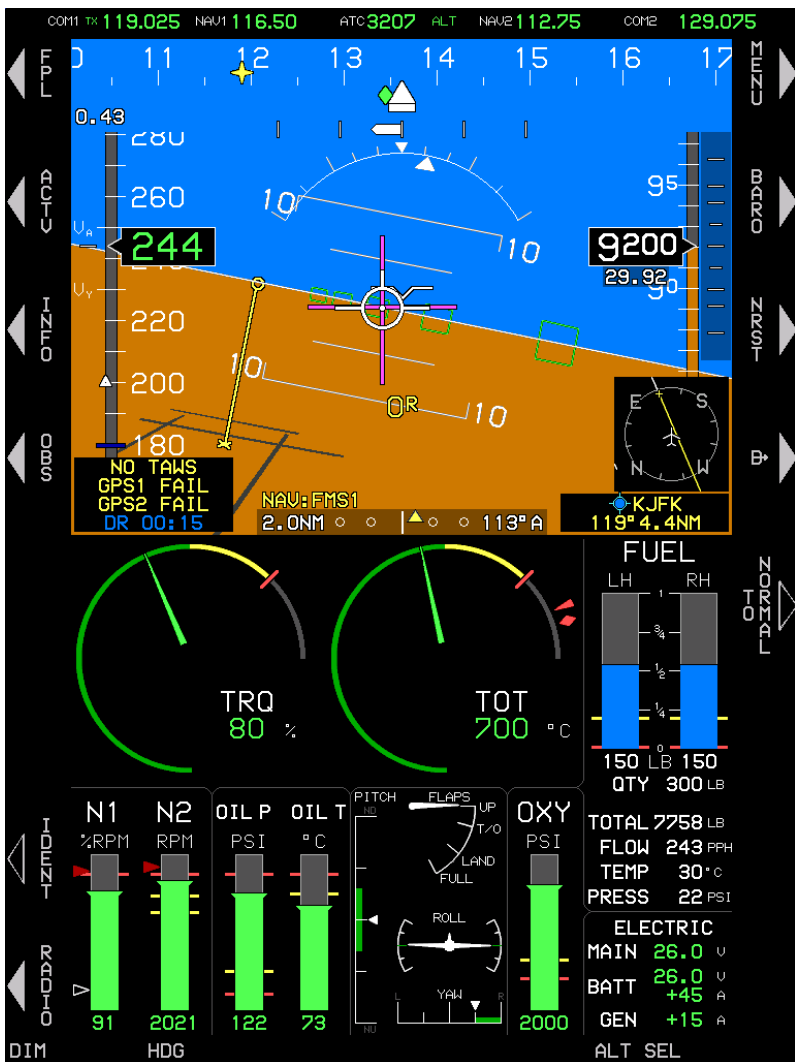 COM1 TX 119.025 NAV1 116.50 ATC 3207 ALT NAV2 112.75 COM2 129.075
FPL
MENU
11 12 13 14 15 16 17
0.43
280
ACTV
BARO
260
10
95
VA
244
10
9200
29.92
90
VY
INFO
NRST
220
200
10
0R
10
E S
N W
OBS
D
180
NO TAWS
GPS1 FAIL
GPS2 FAIL
DR 00:15
NAV:FMS1
2.0NM 113°A
KJFK
119° 4.4NM
FUEL
LH RH
NORMAL
TO
1
3/4
1/2
1/4
0
TRQ
80 %
TOT
700 °C
150 LB 150
QTY 300 LB
N1 N2 OIL P OIL T
%RPM RPM PSI °C
91 2021 122 73
PITCH
ND
NU
FLAPS
UP
T/O
LAND
FULL
ROLL
YAW
L R
OXY
PSI
2000
TOTAL 7758 LB
FLOW 243 PPH
TEMP 30°C
PRESS 22 PSI
ELECTRIC
MAIN 26.0 V
BATT 26.0 V
+45 A
GEN +15 A
IDENT
RADIO
DIM HDG ALT SEL